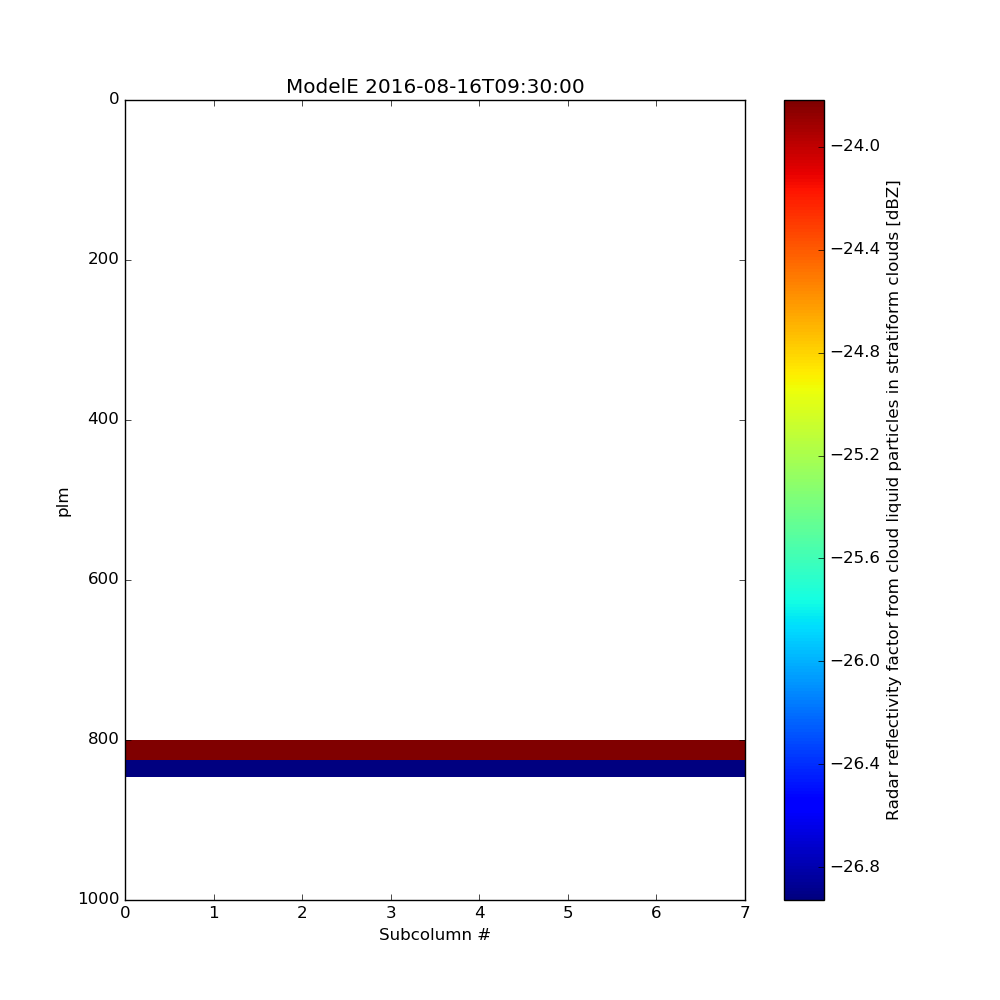 ModelE 2016-08-16T09:30:00
0
200
400
600
800
1000
plm
0 1 2 3 4 5 6 7
Subcolumn #
−24.0
−24.4
−24.8
−25.2
−25.6
−26.0
−26.4
−26.8
Radar reflectivity factor from cloud liquid particles in stratiform clouds [dBZ]